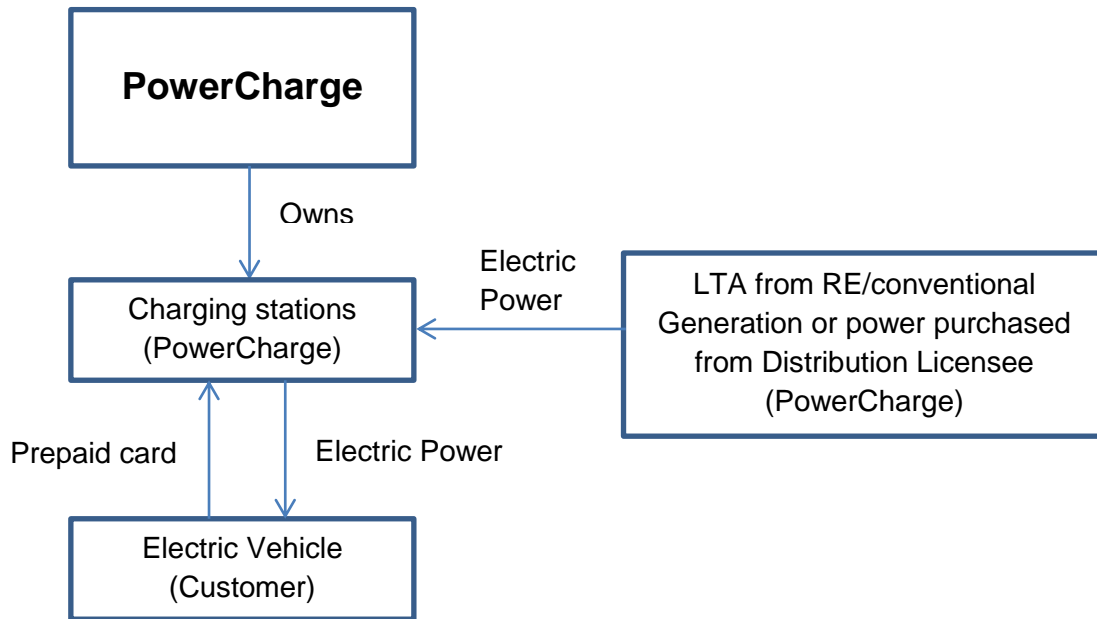 PowerCharge
Owns
Electric
Power
Charging stations
(PowerCharge)
LTA from RE/conventional
Generation or power purchased
from Distribution Licensee
(PowerCharge)
Prepaid card
Electric Power
Electric Vehicle
(Customer)